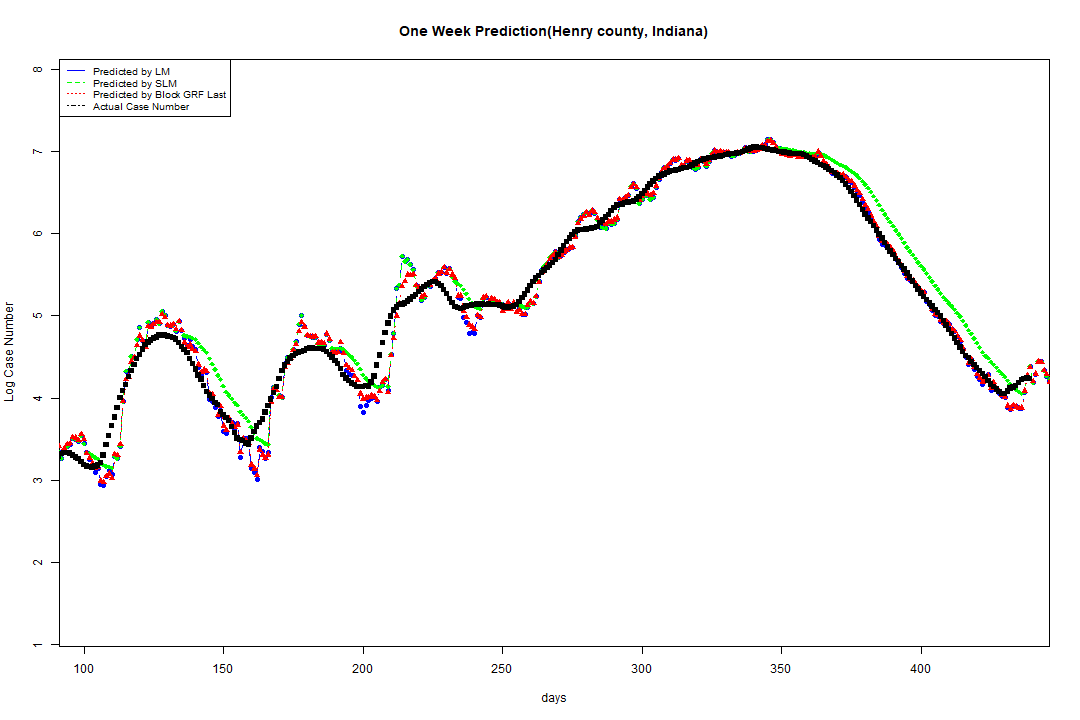 One Week Prediction(Henry county, Indiana)
Predicted by LM
Predicted by SLM
Predicted by Block GRF Last
Actual Case Number
8
7
6
5
4
3
2
1
Log Case Number
100 150 200 250 300 350 400
days